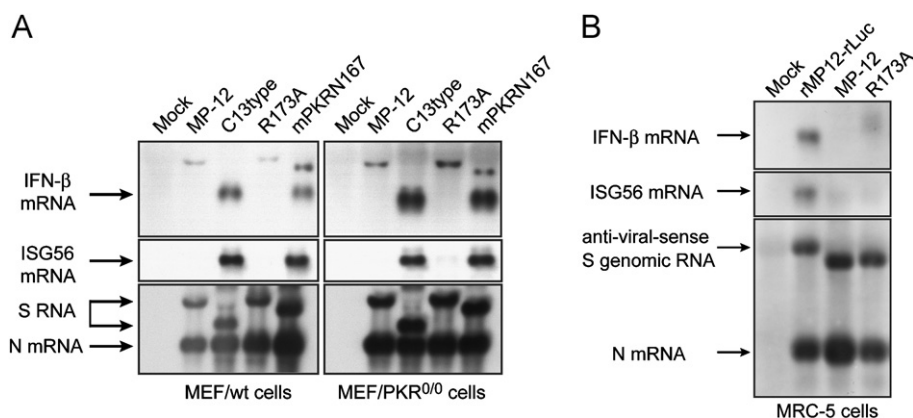 A
Mock
MP-12
C13type
R173A
mPKRN167
Mock
MP-12
C13type
R173A
mPKRN167
IFN-β
mRNA
ISG56
mRNA
S RNA
N mRNA
MEF/wt cells
MEF/PKR0/0 cells
B
Mock
rMP12-rLuc
MP-12
R173A
IFN-β mRNA
ISG56 mRNA
anti-viral-sense
S genomic RNA
N mRNA
MRC-5 cells